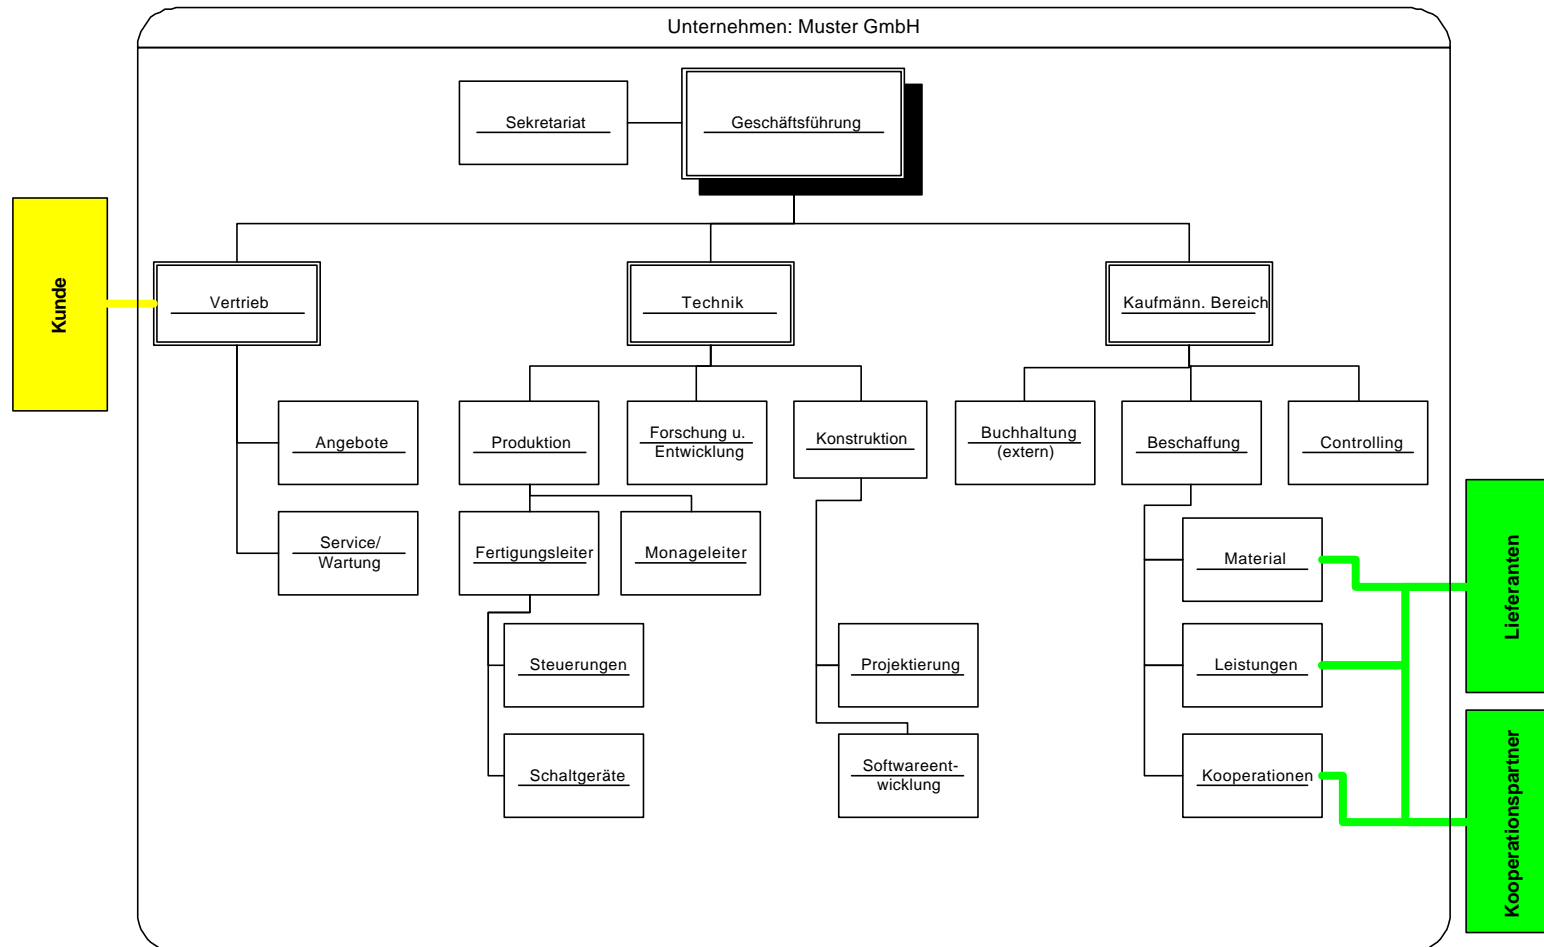 Unternehmen: Muster GmbH
Sekretariat
Geschäftsführung
Kunde
Vertrieb
Technik
Kaufmänn. Bereich
Angebote
Produktion
Forschung u.
Entwicklung
Konstruktion
Buchhaltung
(extern)
Beschaffung
Controlling
Service/
Wartung
Fertigungsleiter
Monageleiter
Material
Lieferanten
Steuerungen
Projektierung
Leistungen
Schaltgeräte
Softwareent-
wicklung
Kooperationen
Kooperationspartner